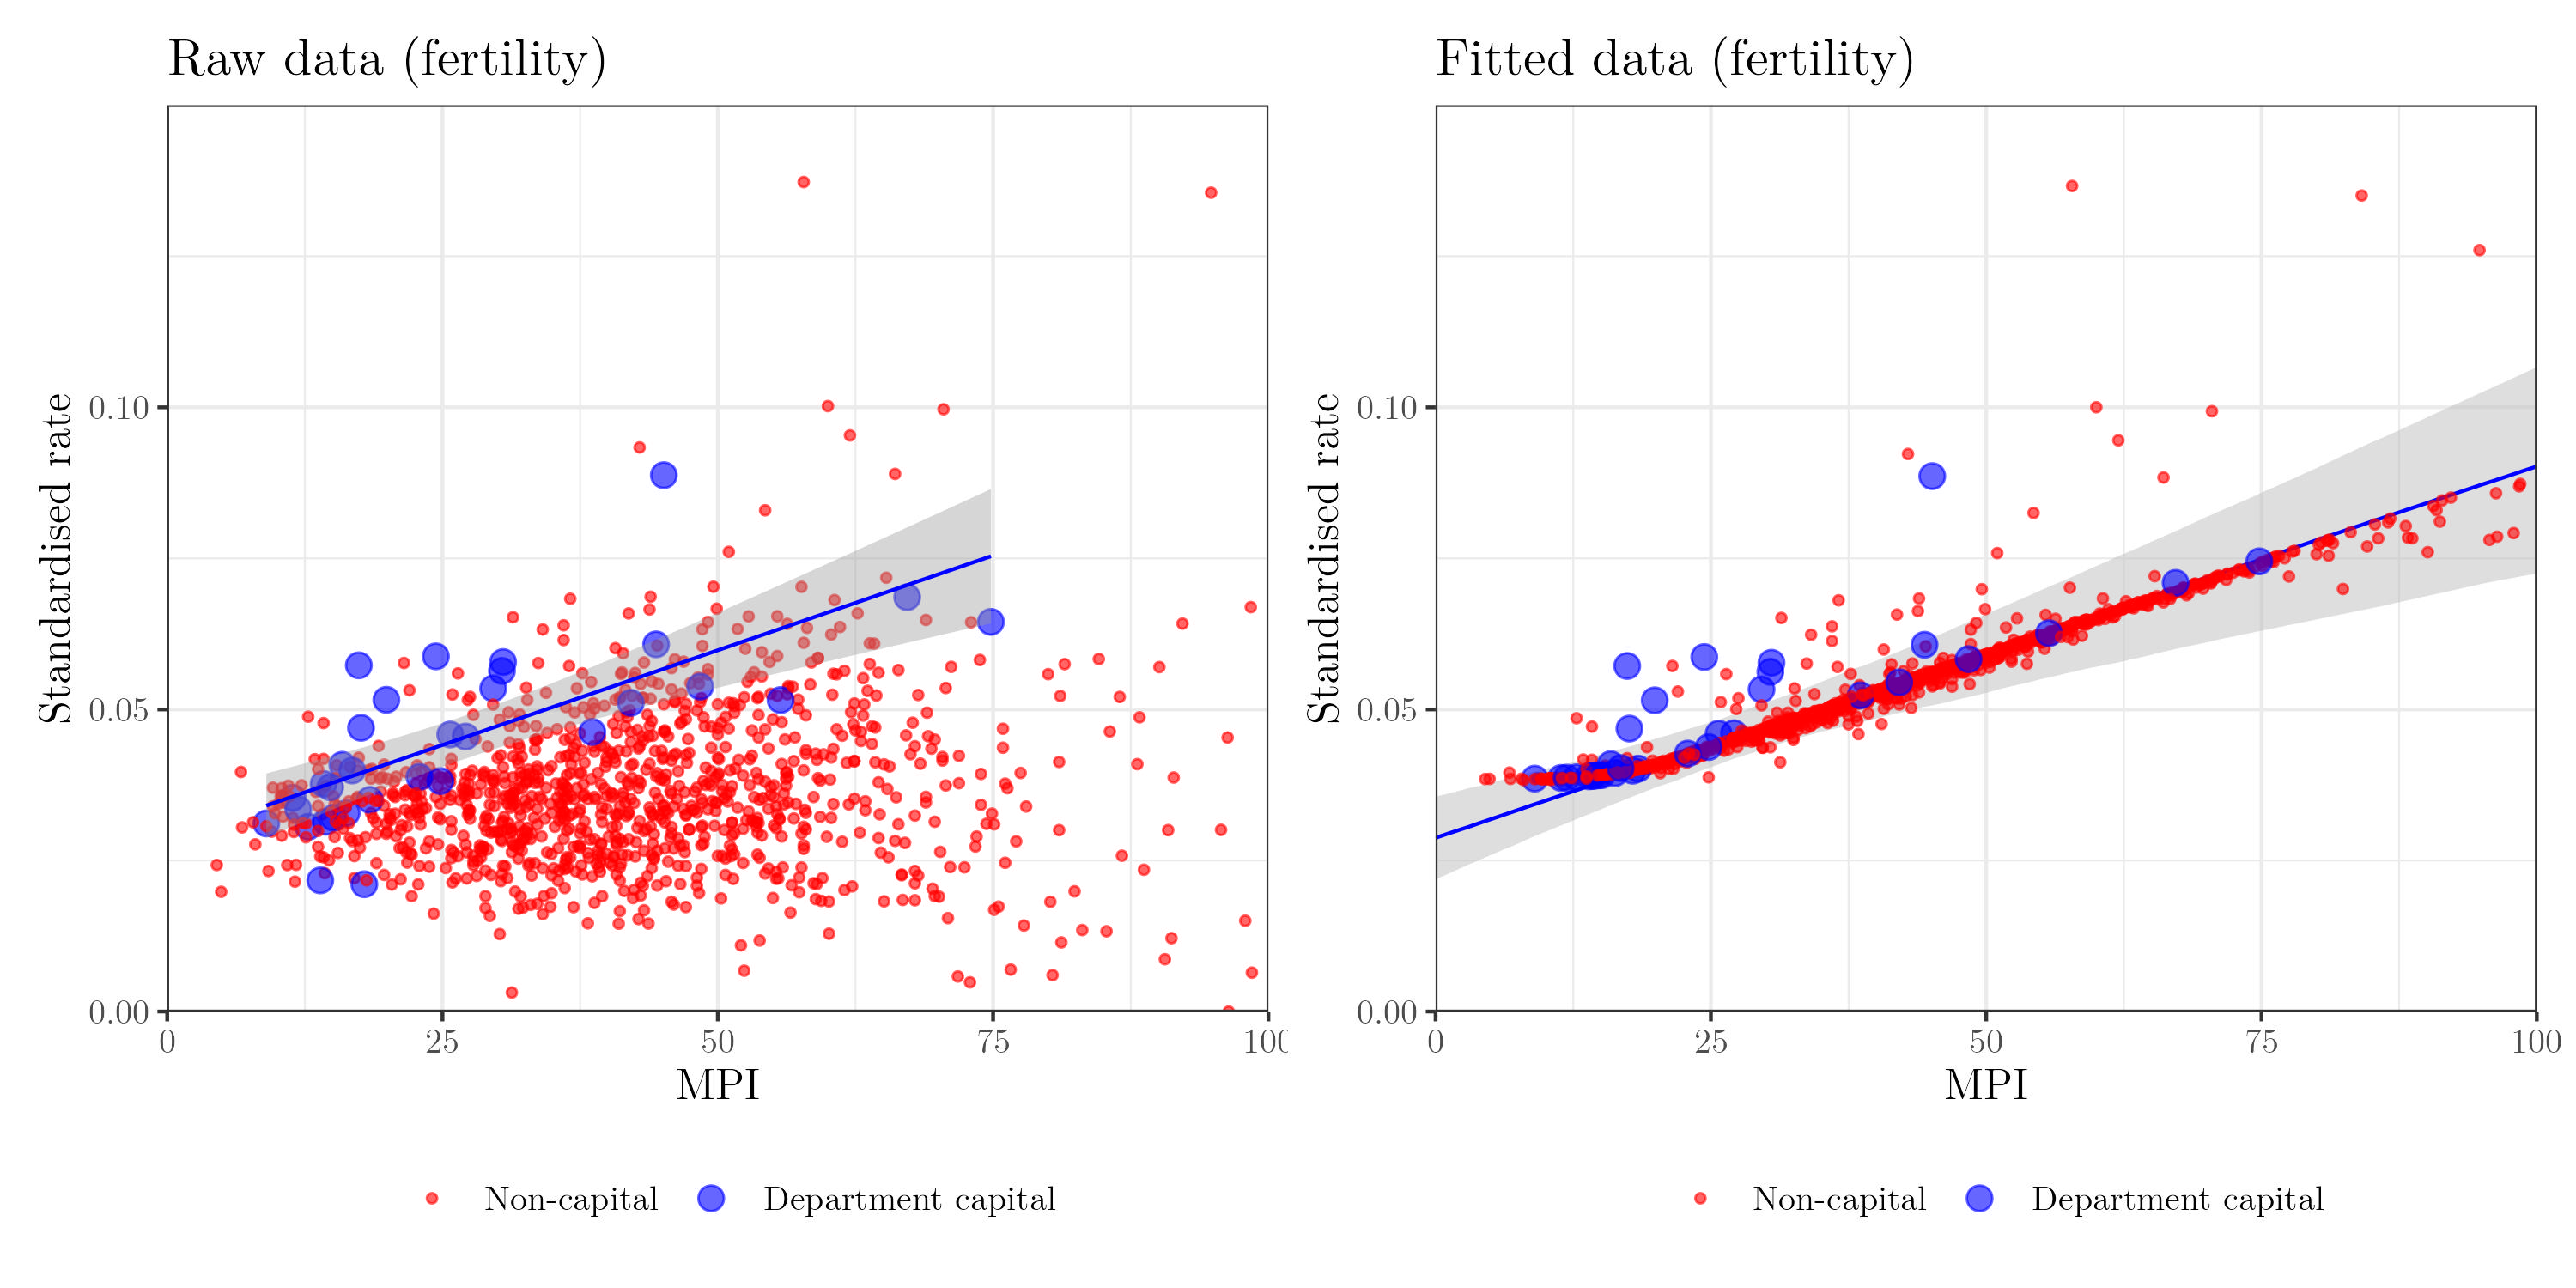 Raw data (fertility)
Standardised rate
0.10
0.05
0.00
0 25 50 75 100
MPI
Non-capital Department capital
Fitted data (fertility)
Standardised rate
0.10
0.05
0.00
0 25 50 75 100
MPI
Non-capital Department capital